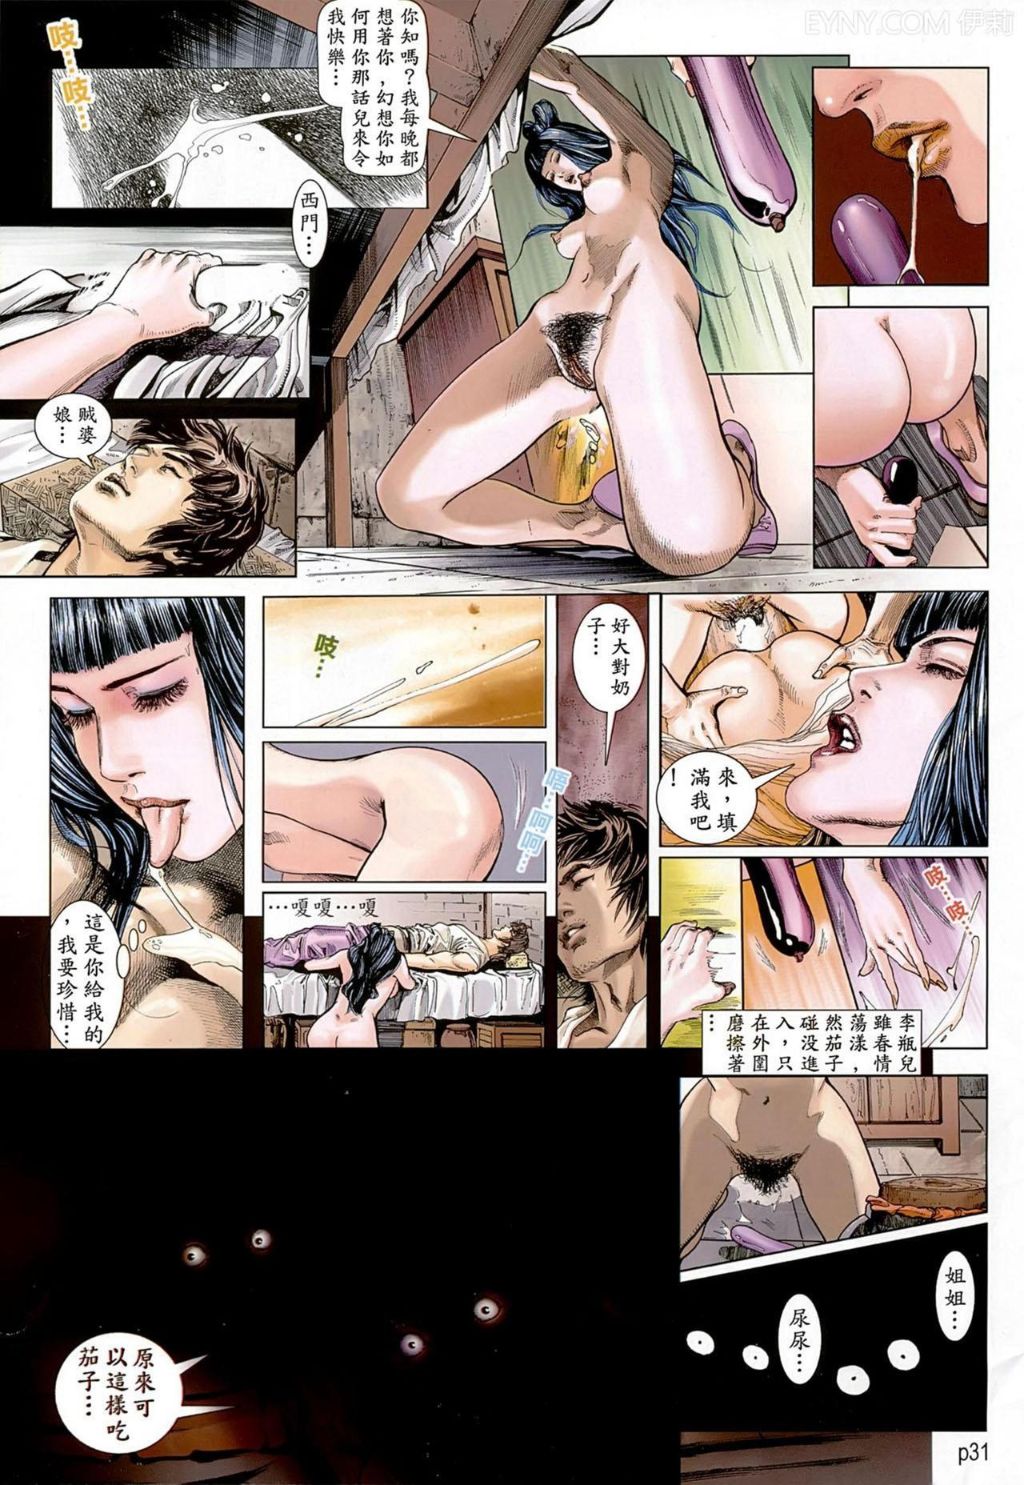 EYNY.COM 伊莉
吱…吱…
你知嗎？我每晚都
想著你，幻想你如
何用你那話兒來令
我快樂…
西門…
賊婆
娘…
來，填
滿我吧
！
好大對奶
子…
吱…
唔…呵呵…
…嗄嗄…嗄
這是你給我的
，我要珍惜…
吱…吱…
李瓶兒
雖春情
蕩漾，
然茄子
碰没進
入，只
在外圍
磨擦著
…
姐姐…
尿尿…
原來可
以這樣吃
茄子…
p31